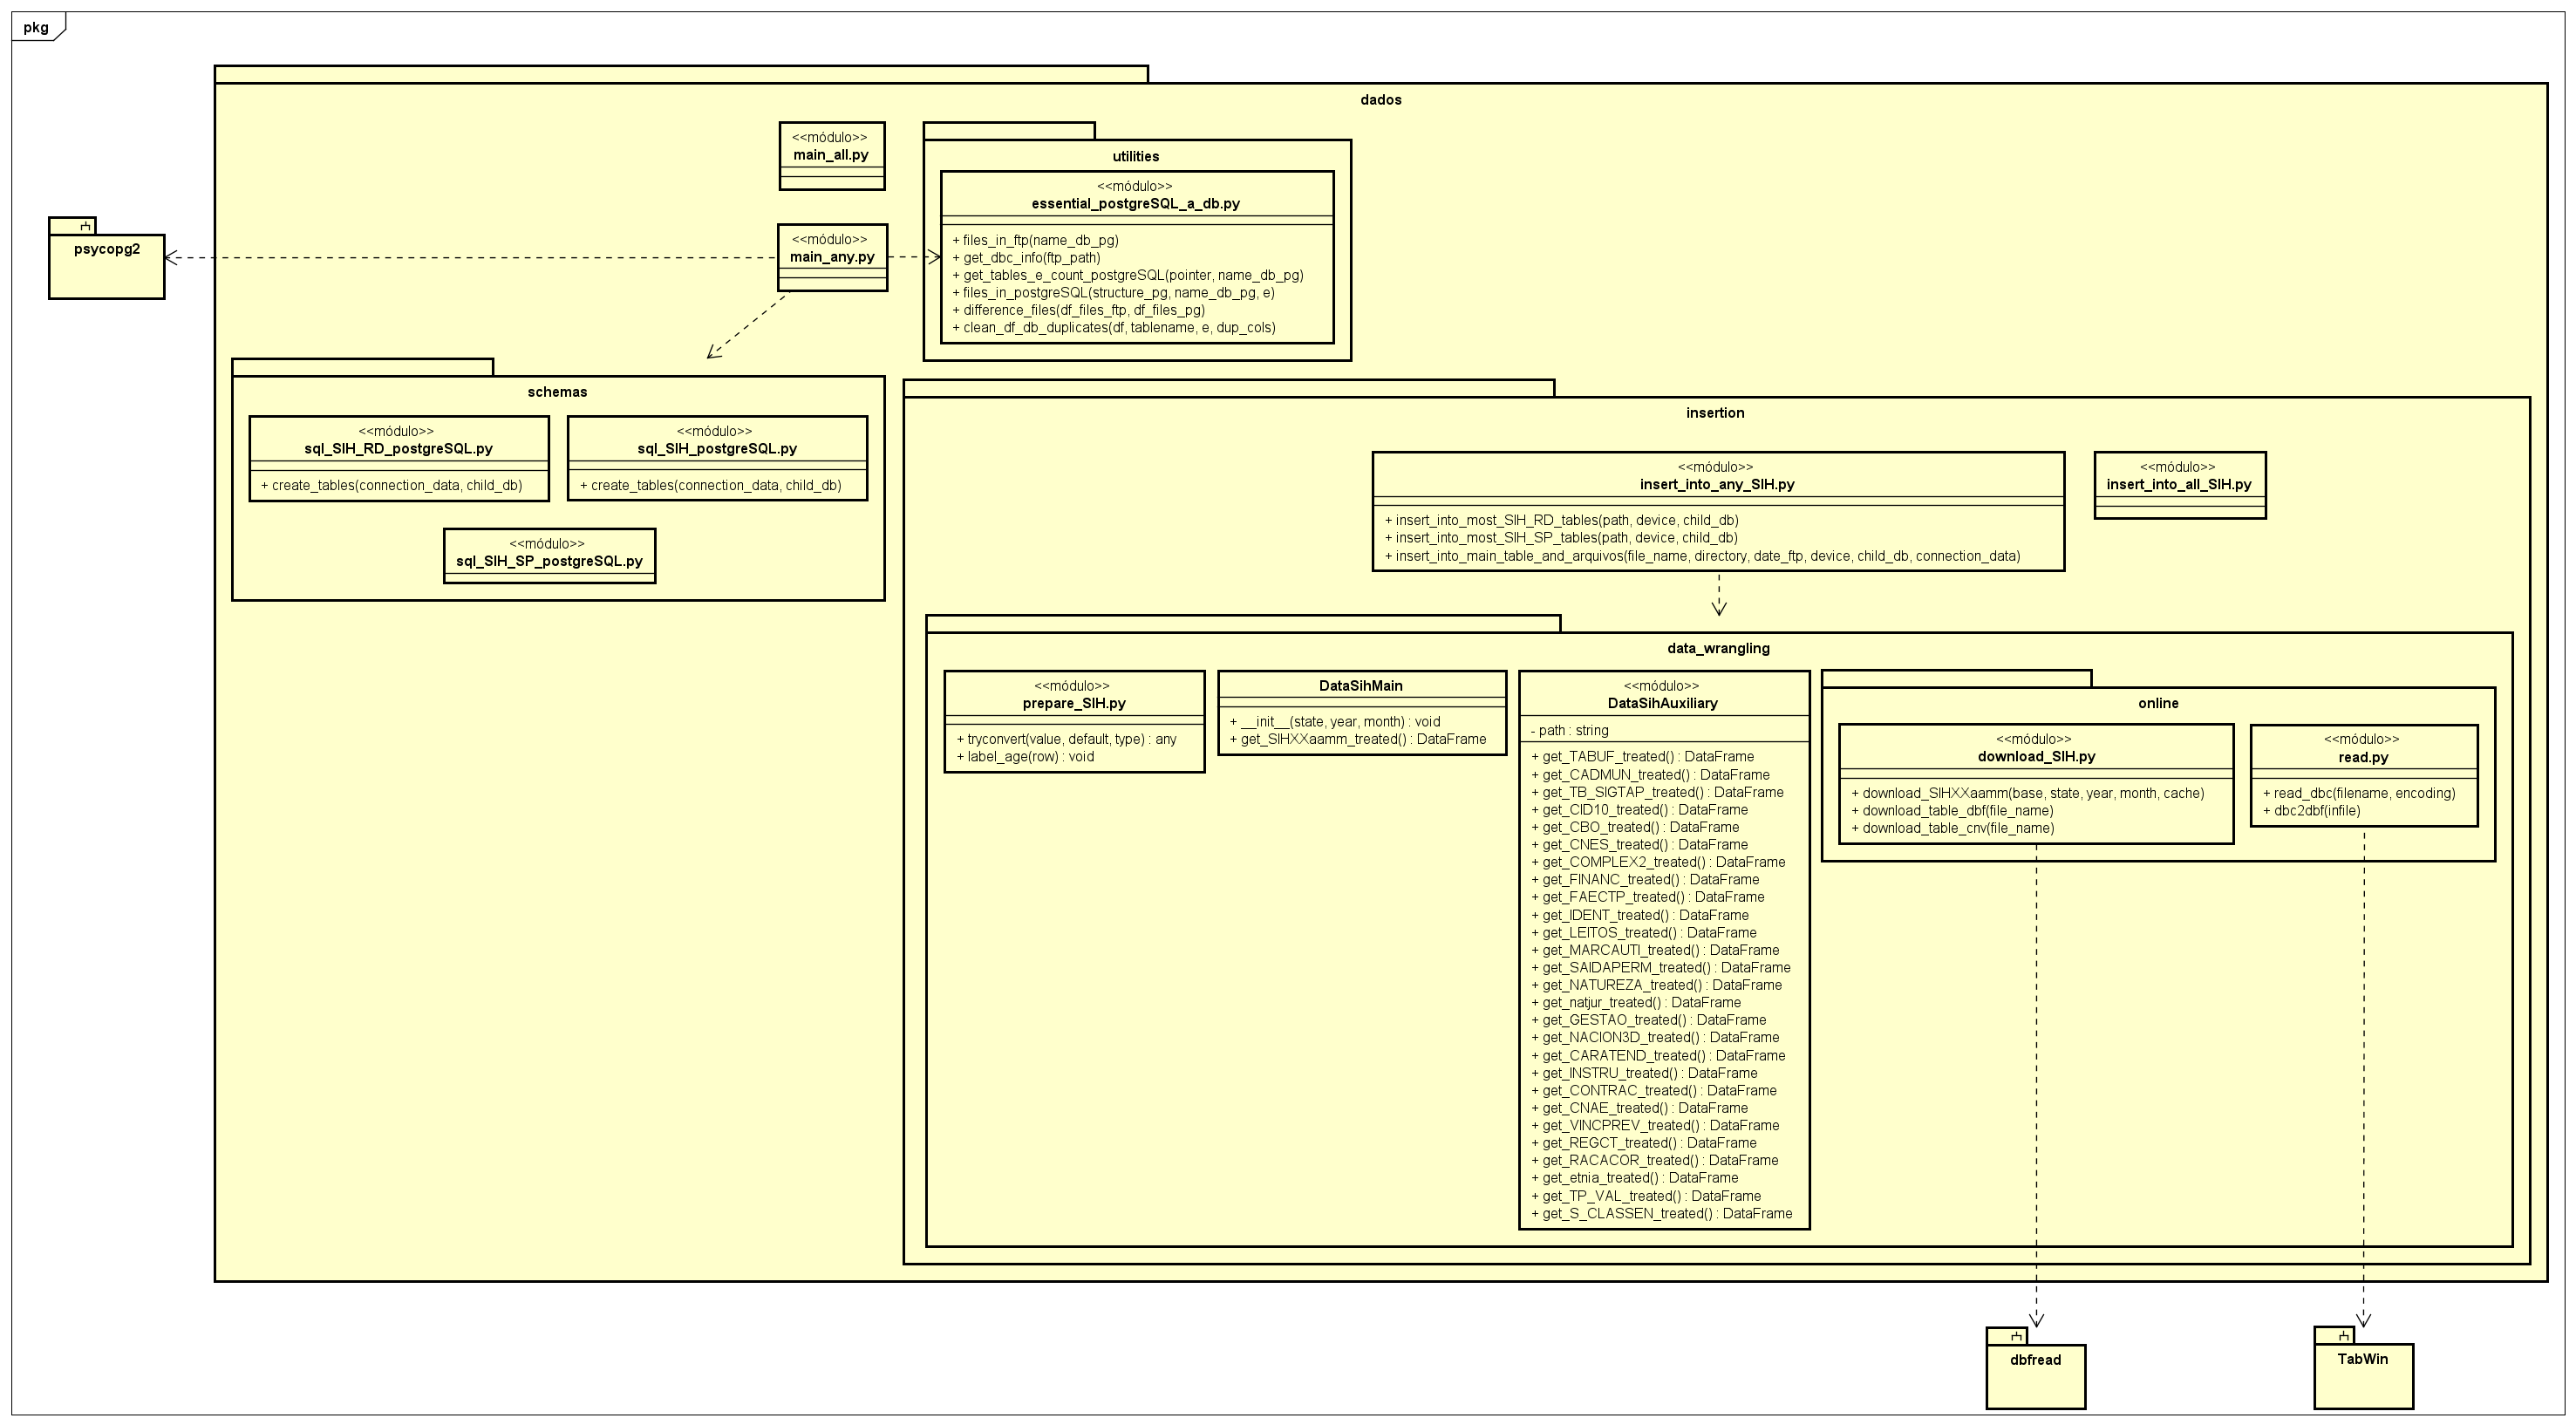 pkg
dados
<<módulo>>
main_all.py
utilities
<<módulo>>
essential_postgreSQL_a_db.py
+ files_in_ftp(name_db_pg)
+ get_dbc_info(ftp_path)
+ get_tables_e_count_postgreSQL(pointer, name_db_pg)
+ files_in_postgreSQL(structure_pg, name_db_pg, e)
+ difference_files(df_files_ftp, df_files_pg)
+ clean_df_db_duplicates(df, tablename, e, dup_cols)
psycopg2
<<módulo>>
main_any.py
schemas
<<módulo>>
sql_SIH_RD_postgreSQL.py
+ create_tables(connection_data, child_db)
<<módulo>>
sql_SIH_postgreSQL.py
+ create_tables(connection_data, child_db)
<<módulo>>
sql_SIH_SP_postgreSQL.py
insertion
<<módulo>>
insert_into_any_SIH.py
+ insert_into_most_SIH_RD_tables(path, device, child_db)
+ insert_into_most_SIH_SP_tables(path, device, child_db)
+ insert_into_main_table_and_arquivos(file_name, directory, date_ftp, device, child_db, connection_data)
<<módulo>>
insert_into_all_SIH.py
data_wrangling
<<módulo>>
prepare_SIH.py
+ tryconvert(value, default, type) : any
+ label_age(row) : void
DataSihMain
+ __init__(state, year, month) : void
+ get_SIHXXaamm_treated() : DataFrame
<<módulo>>
DataSihAuxiliary
- path : string
+ get_TABUF_treated() : DataFrame
+ get_CADMUN_treated() : DataFrame
+ get_TB_SIGTAP_treated() : DataFrame
+ get_CID10_treated() : DataFrame
+ get_CBO_treated() : DataFrame
+ get_CNES_treated() : DataFrame
+ get_COMPLEX2_treated() : DataFrame
+ get_FINANC_treated() : DataFrame
+ get_FAECTP_treated() : DataFrame
+ get_IDENT_treated() : DataFrame
+ get_LEITOS_treated() : DataFrame
+ get_MARCAUTI_treated() : DataFrame
+ get_SAIDAPERM_treated() : DataFrame
+ get_NATUREZA_treated() : DataFrame
+ get_natjur_treated() : DataFrame
+ get_GESTAO_treated() : DataFrame
+ get_NACION3D_treated() : DataFrame
+ get_CARATEND_treated() : DataFrame
+ get_INSTRU_treated() : DataFrame
+ get_CONTRAC_treated() : DataFrame
+ get_CNAE_treated() : DataFrame
+ get_VINCPREV_treated() : DataFrame
+ get_REGCT_treated() : DataFrame
+ get_RACACOR_treated() : DataFrame
+ get_etnia_treated() : DataFrame
+ get_TP_VAL_treated() : DataFrame
+ get_S_CLASSEN_treated() : DataFrame
online
<<módulo>>
download_SIH.py
+ download_SIHXXaamm(base, state, year, month, cache)
+ download_table_dbf(file_name)
+ download_table_cnv(file_name)
<<módulo>>
read.py
+ read_dbc(filename, encoding)
+ dbc2dbf(infile)
dbfread
TabWin